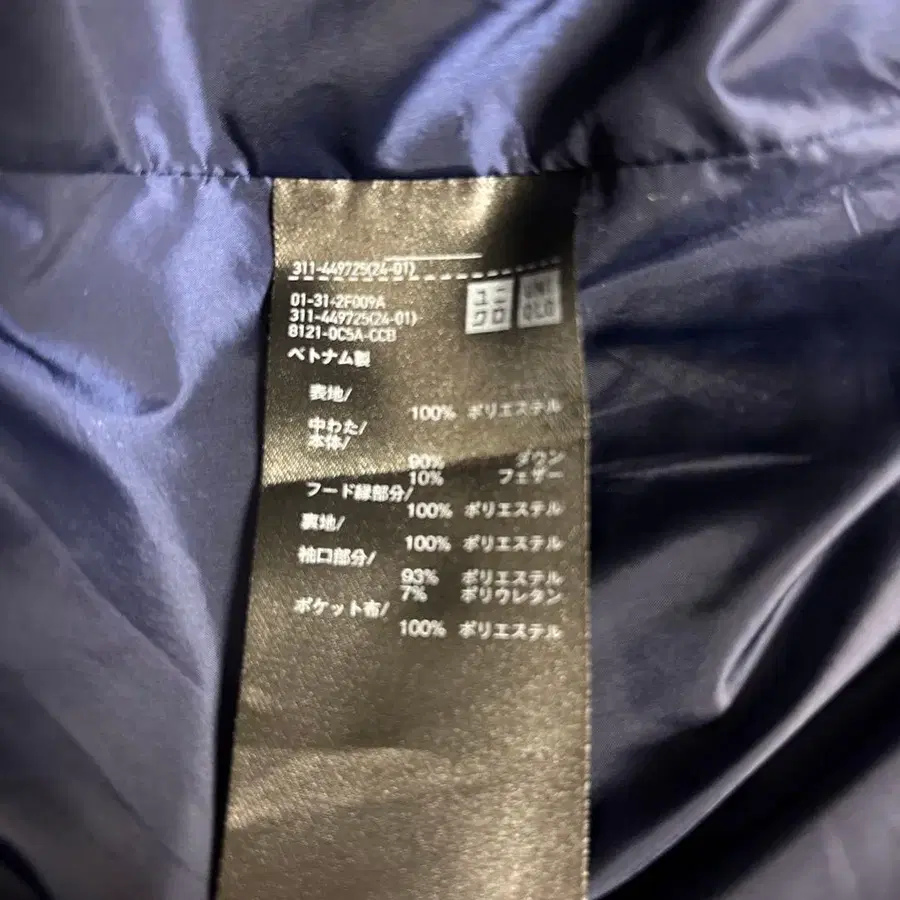 311-449725(24-01)
ユニ
クロ
UNI
QLO
01-31-2F009A
311-449725(24-01)
8121-0C5A-CCB
ベトナム製
表地/
100% ポリエステル
中わた/
本体/
90% ダウン
10% フェザー
フード縁部分/
100% ポリエステル
裏地/
100% ポリエステル
袖口部分/
93% ポリエステル
7% ポリウレタン
ポケット布/
100% ポリエステル